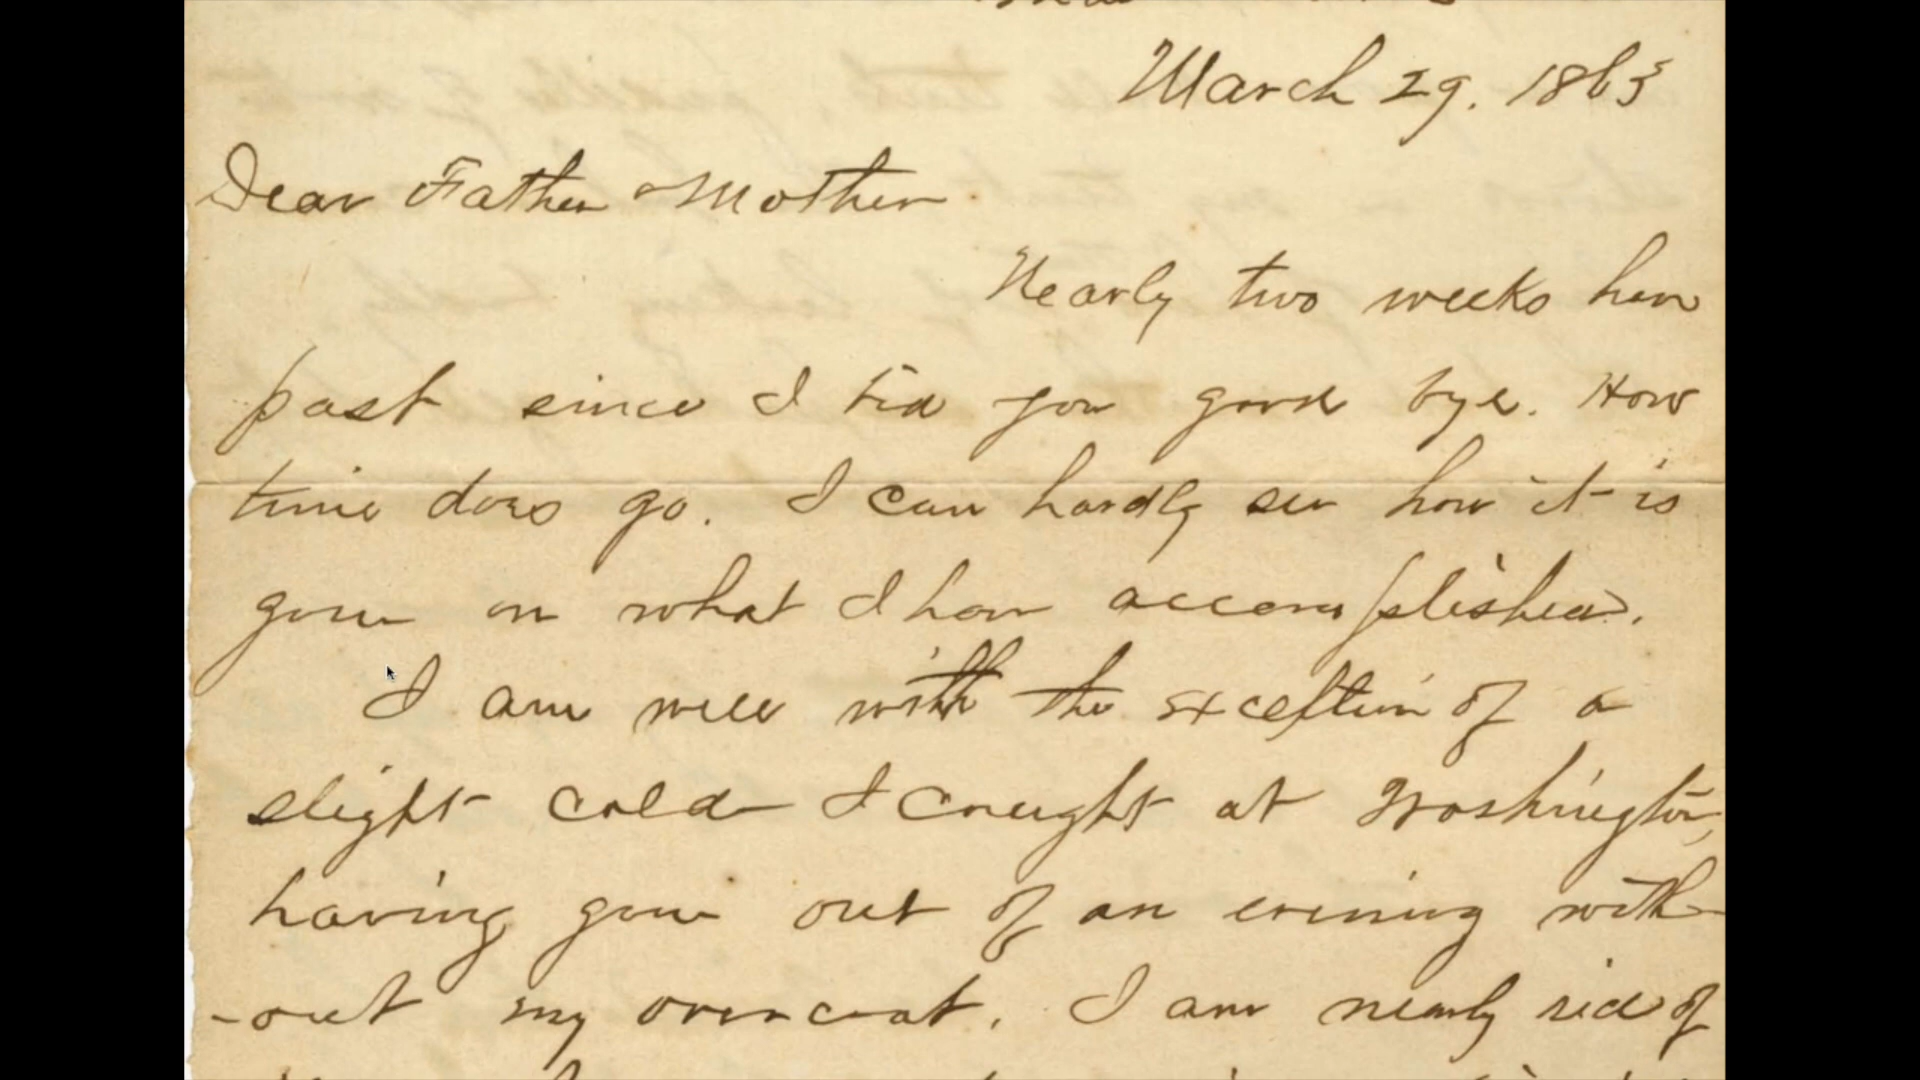 March 29. 1863
Dear Father & Mother
Nearly two weeks have
past since I bid you good bye. How
time does go. I can hardly see how it is
gone or what I have accomplished.
I am well with the exception of a
slight cold I caught at Washington,
having gone out of an evening with
-out my overcoat. I am nearly rid of